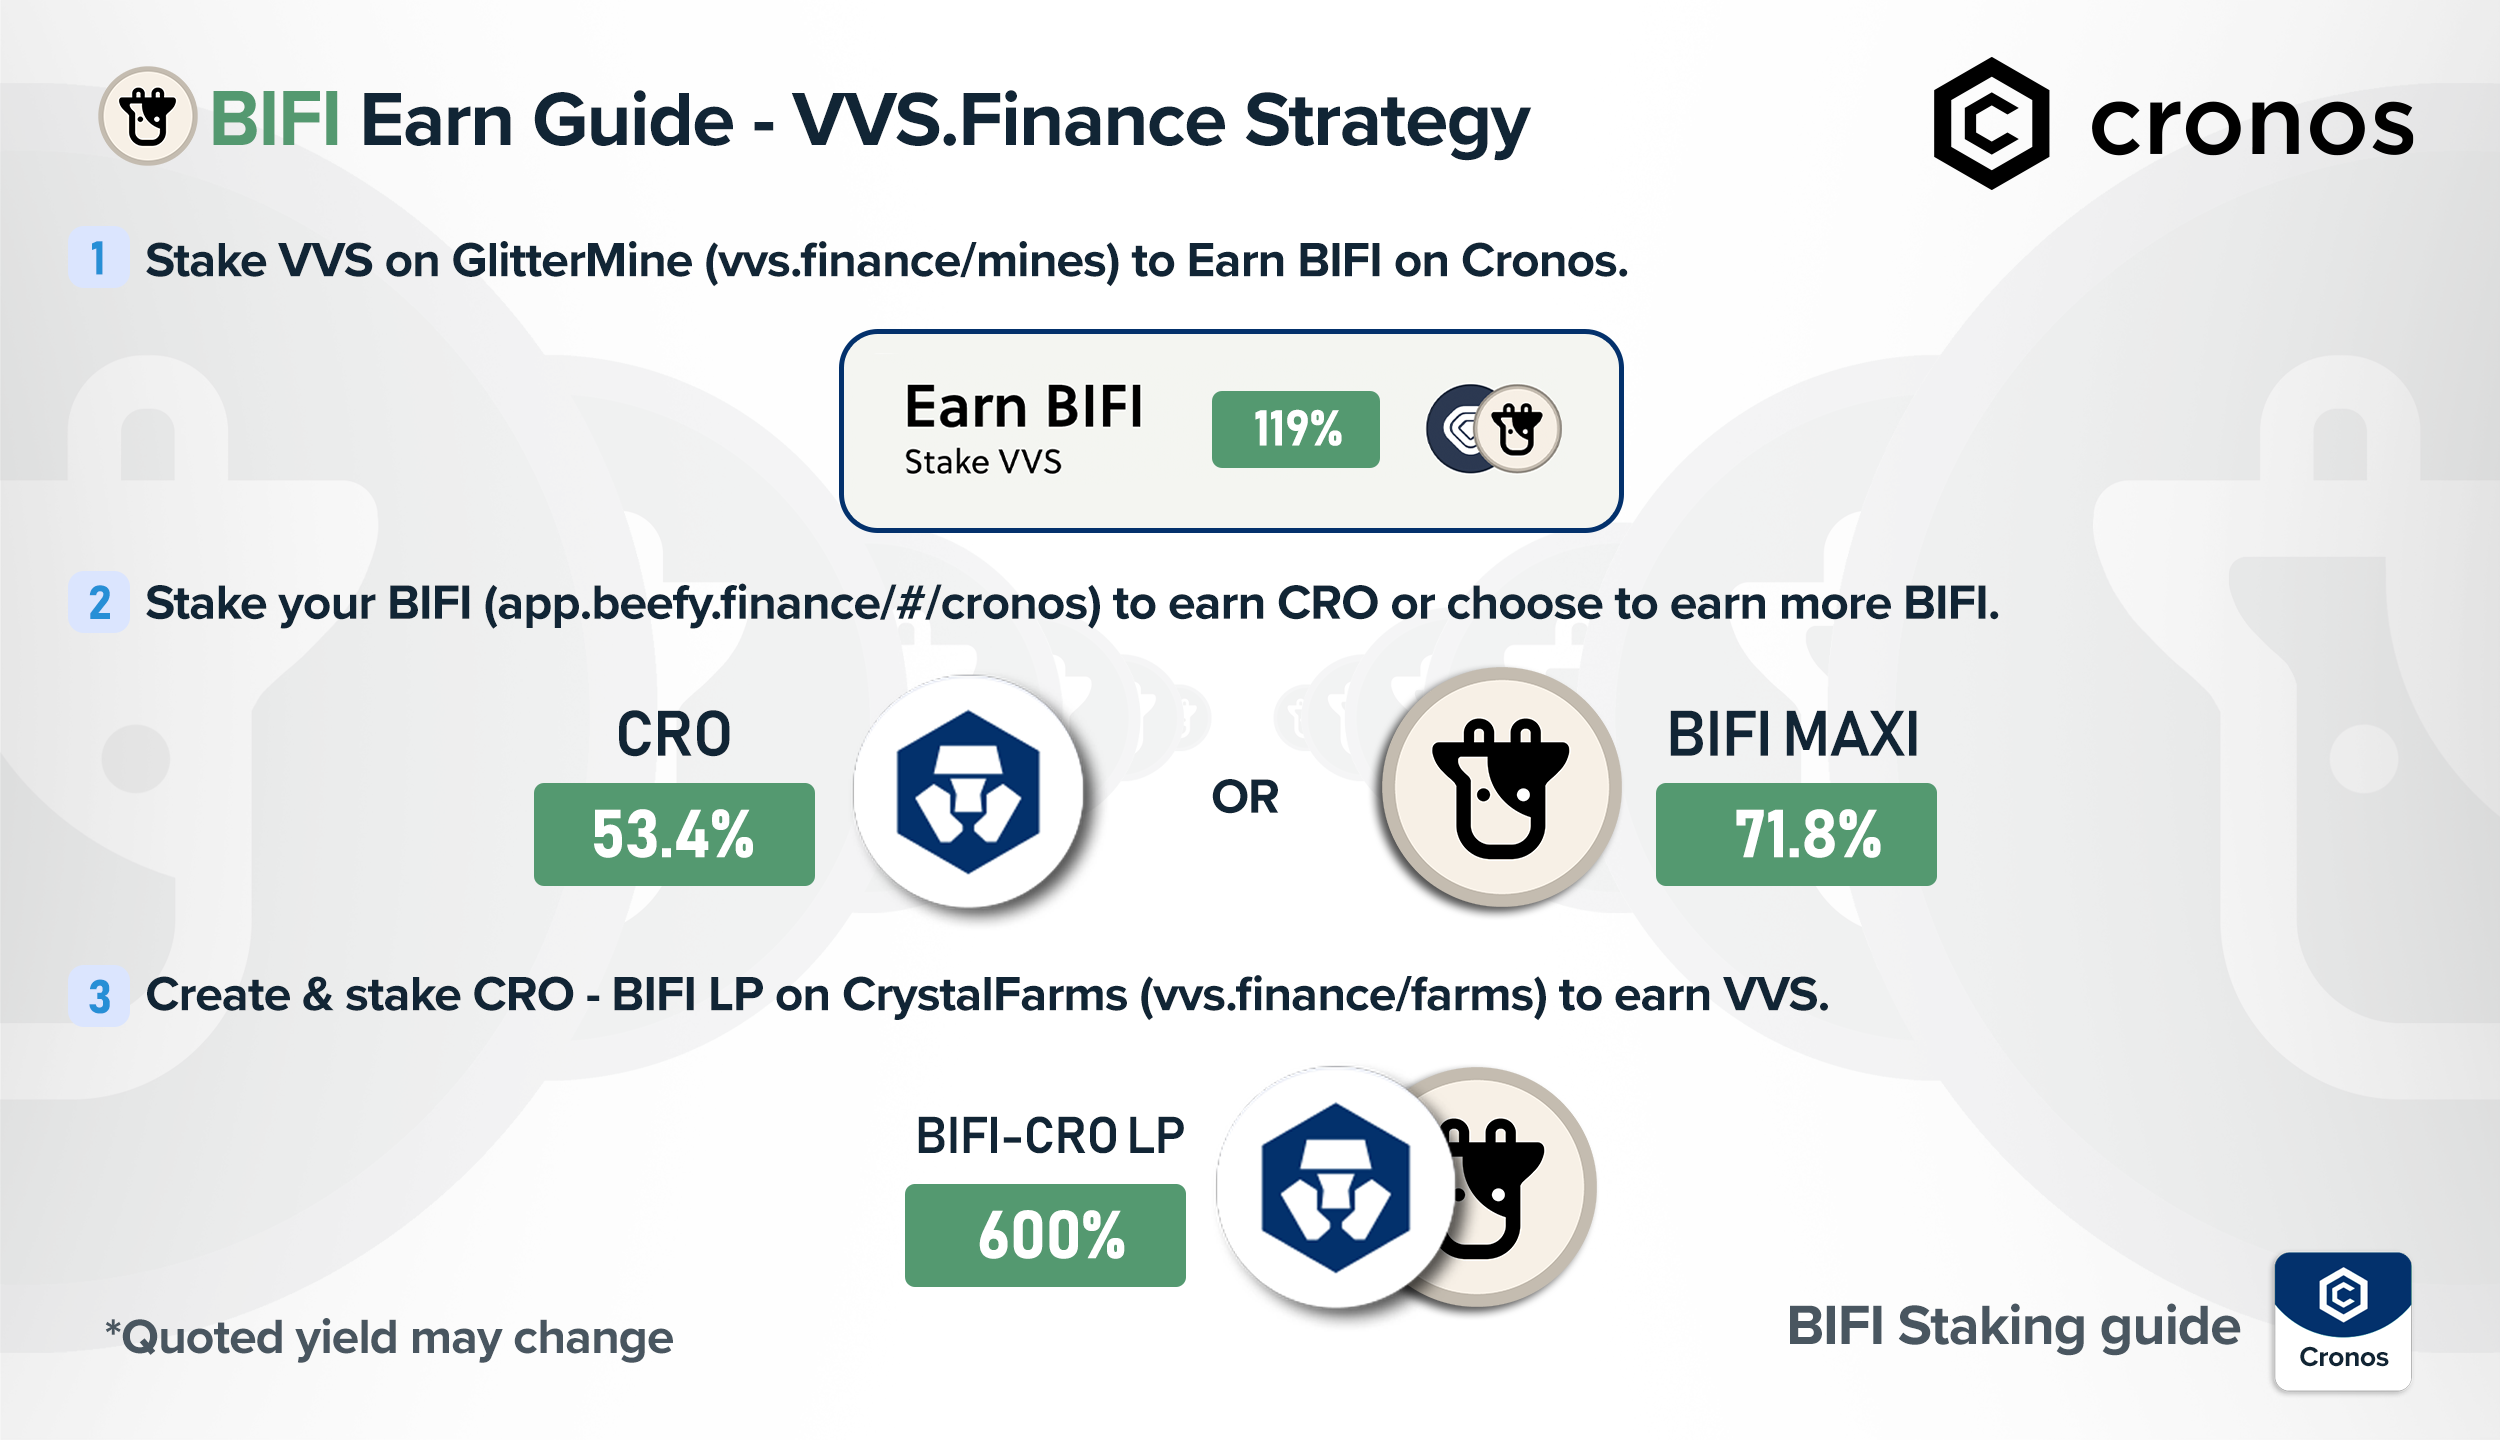 BIFI Earn Guide - VVS.Finance Strategy
cronos
1 Stake VVS on GlitterMine (vvs.finance/mines) to Earn BIFI on Cronos.
Earn BIFI
Stake VVS
119%
2 Stake your BIFI (app.beefy.finance/#/cronos) to earn CRO or choose to earn more BIFI.
CRO
53.4%
OR
BIFI MAXI
71.8%
3 Create & stake CRO - BIFI LP on CrystalFarms (vvs.finance/farms) to earn VVS.
BIFI-CRO LP
600%
*Quoted yield may change
BIFI Staking guide
Cronos